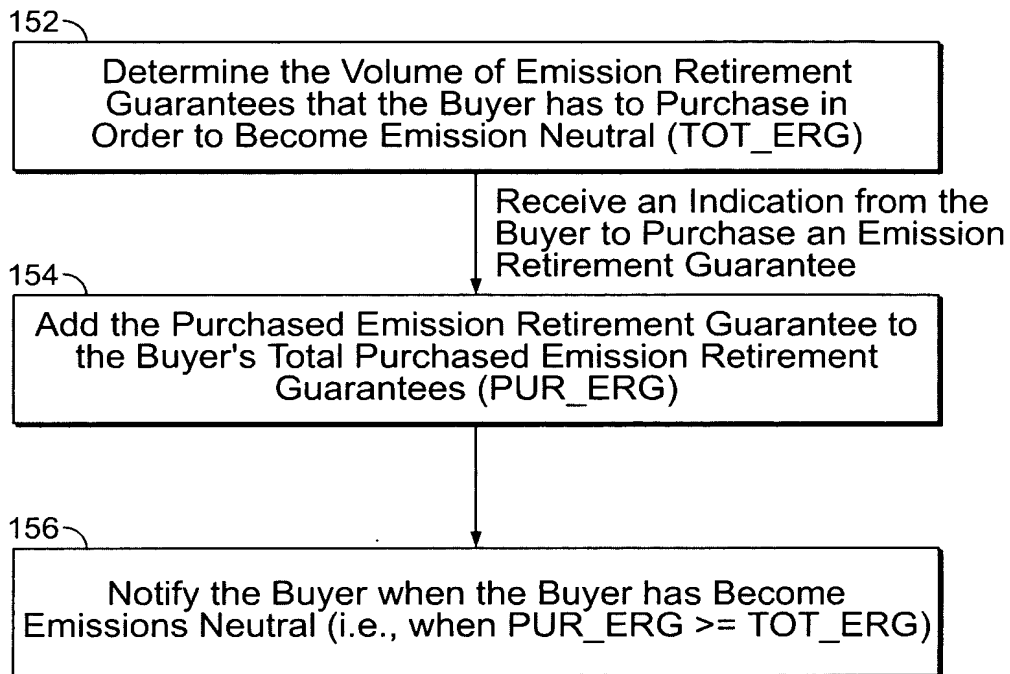 152
Determine the Volume of Emission Retirement
Guarantees that the Buyer has to Purchase in
Order to Become Emission Neutral (TOT_ERG)
Receive an Indication from the
Buyer to Purchase an Emission
Retirement Guarantee
154
Add the Purchased Emission Retirement Guarantee to
the Buyer's Total Purchased Emission Retirement
Guarantees (PUR_ERG)
156
Notify the Buyer when the Buyer has Become
Emissions Neutral (i.e., when PUR_ERG >= TOT_ERG)